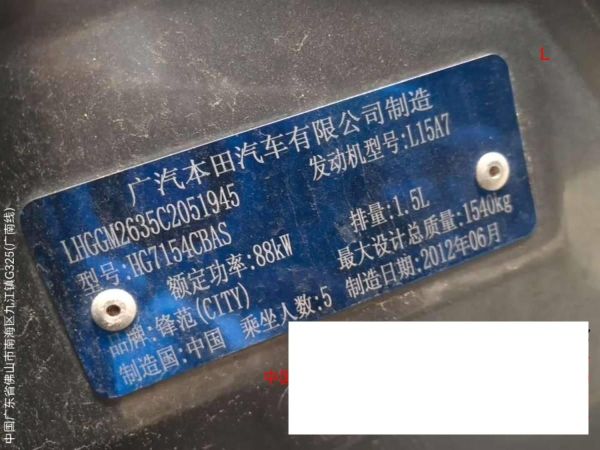 L
广汽本田汽车有限公司制造
LHGGM2635C2051945
发动机型号:L15A7
型号:HG7154CBAS
排量:1.5L
额定功率:88kW
最大设计总质量:1540kg
品牌:锋范(CITY)
乘坐人数:5
制造日期:2012年06月
制造国:中国
中国广东省佛山市南海区九江镇G325(广南线)